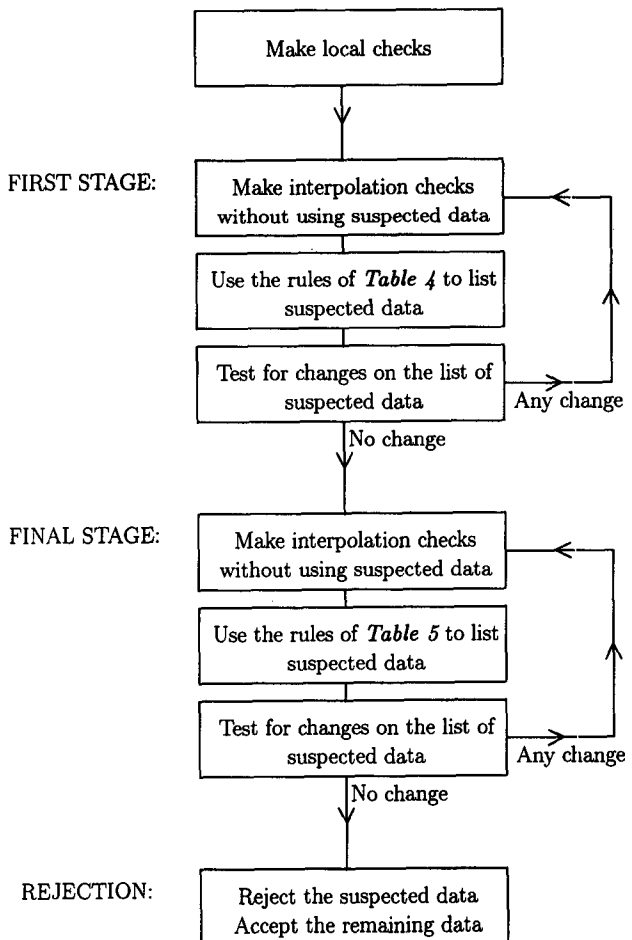 Make local checks
FIRST STAGE:
Make interpolation checks
without using suspected data
Use the rules of Table 4 to list
suspected data
Test for changes on the list of
suspected data
Any change
No change
FINAL STAGE:
Make interpolation checks
without using suspected data
Use the rules of Table 5 to list
suspected data
Test for changes on the list of
suspected data
Any change
No change
REJECTION:
Reject the suspected data
Accept the remaining data